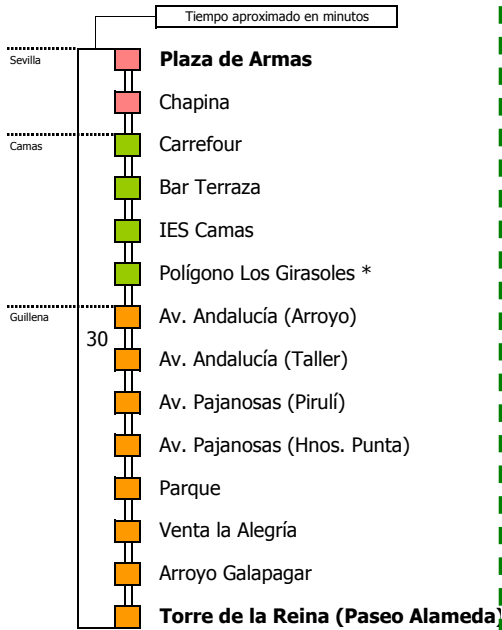 Tiempo aproximado en minutos
Sevilla
Plaza de Armas
Chapina
Camas
Carrefour
Bar Terraza
IES Camas
Polígono Los Girasoles *
Guillena
Av. Andalucía (Arroyo)
30
Av. Andalucía (Taller)
Av. Pajanosas (Pirulí)
Av. Pajanosas (Hnos. Punta)
Parque
Venta la Alegría
Arroyo Galapagar
Torre de la Reina (Paseo Alameda)